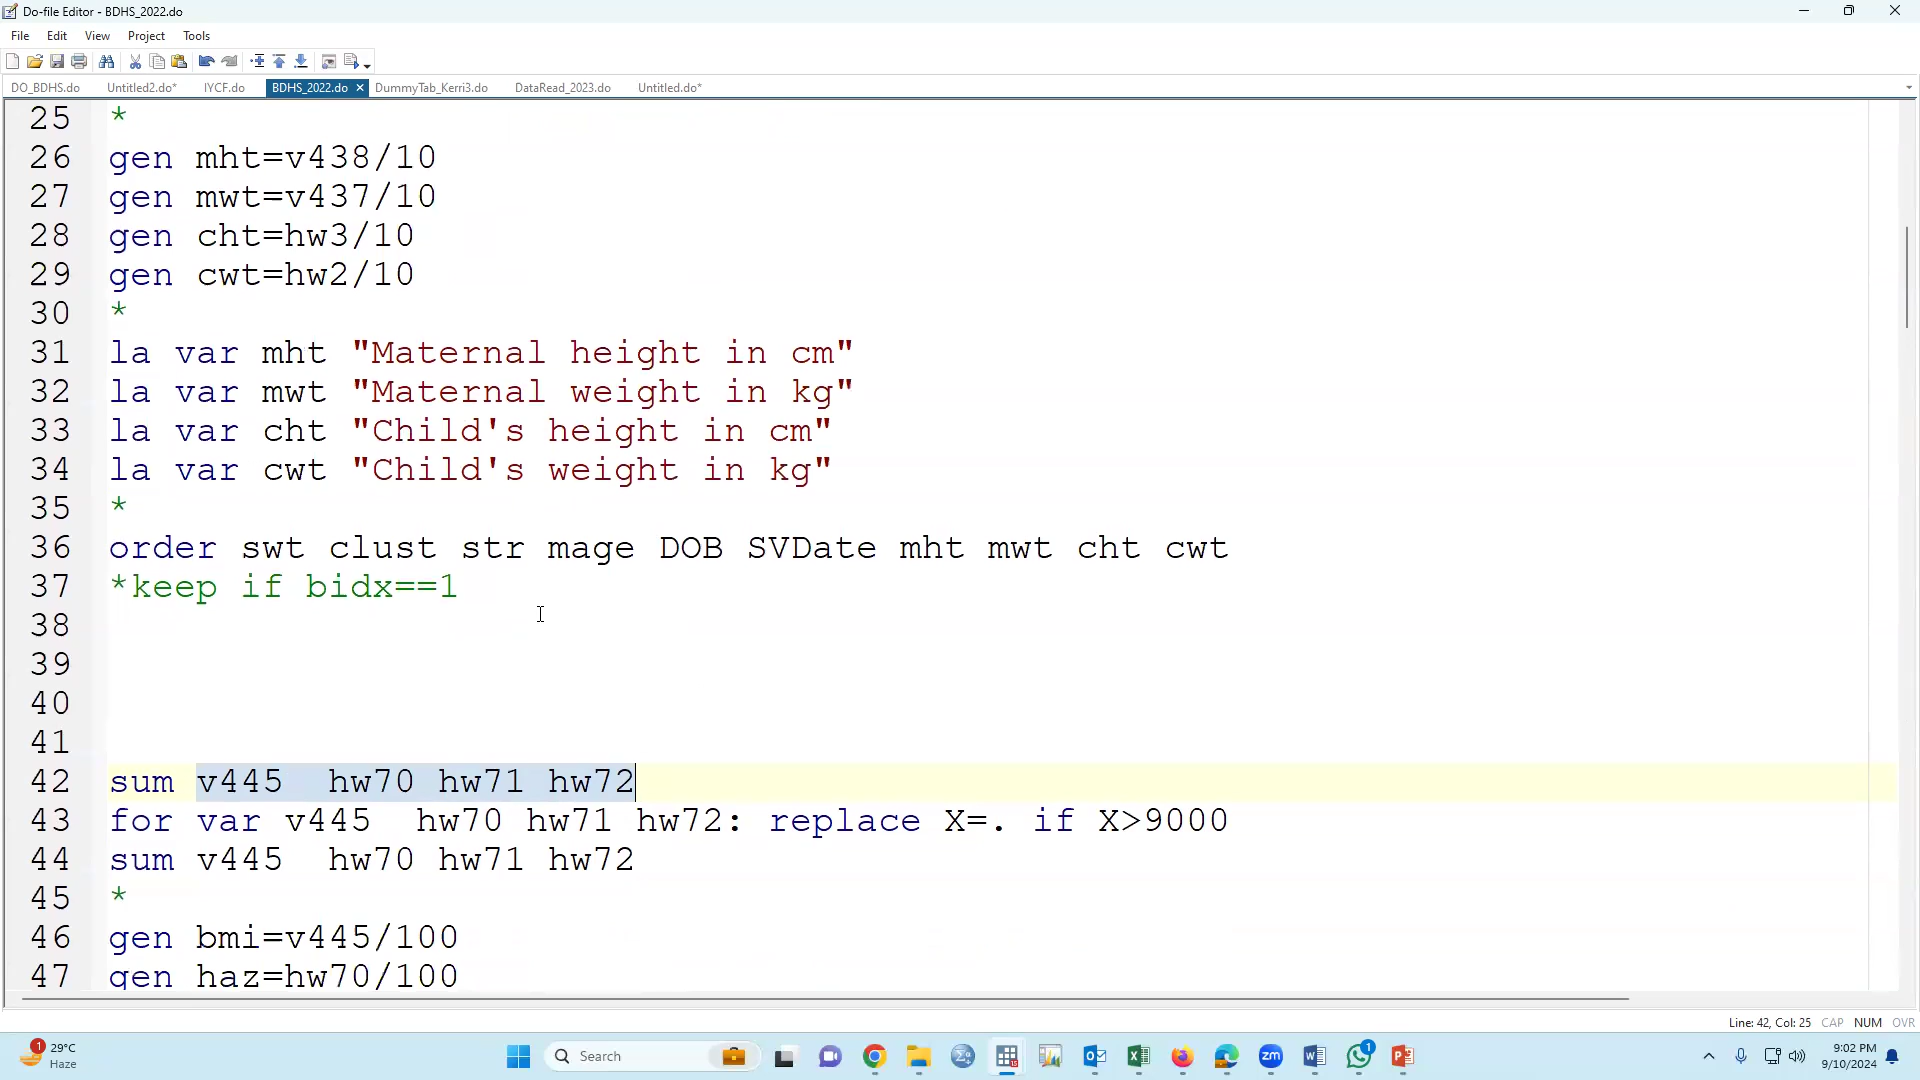 Do-file Editor - BDHS_2022.do
File Edit View Project Tools
DO_BDHS.do Untitled2.do* IYCF.do BDHS_2022.do DummyTab_Kerri3.do DataRead_2023.do Untitled.do*
25 *
26 gen mht=v438/10
27 gen mwt=v437/10
28 gen cht=hw3/10
29 gen cwt=hw2/10
30 *
31 la var mht "Maternal height in cm"
32 la var mwt "Maternal weight in kg"
33 la var cht "Child's height in cm"
34 la var cwt "Child's weight in kg"
35 *
36 order swt clust str mage DOB SVDate mht mwt cht cwt
37 *keep if bidx==1
38
39
40
41
42 sum v445  hw70 hw71 hw72
43 for var v445  hw70 hw71 hw72: replace X=. if X>9000
44 sum v445  hw70 hw71 hw72
45 *
46 gen bmi=v445/100
47 gen haz=hw70/100
Line: 42, Col: 25 CAP NUM OVR
1 29°C
Haze
Search
zm
1
9:02 PM
9/10/2024